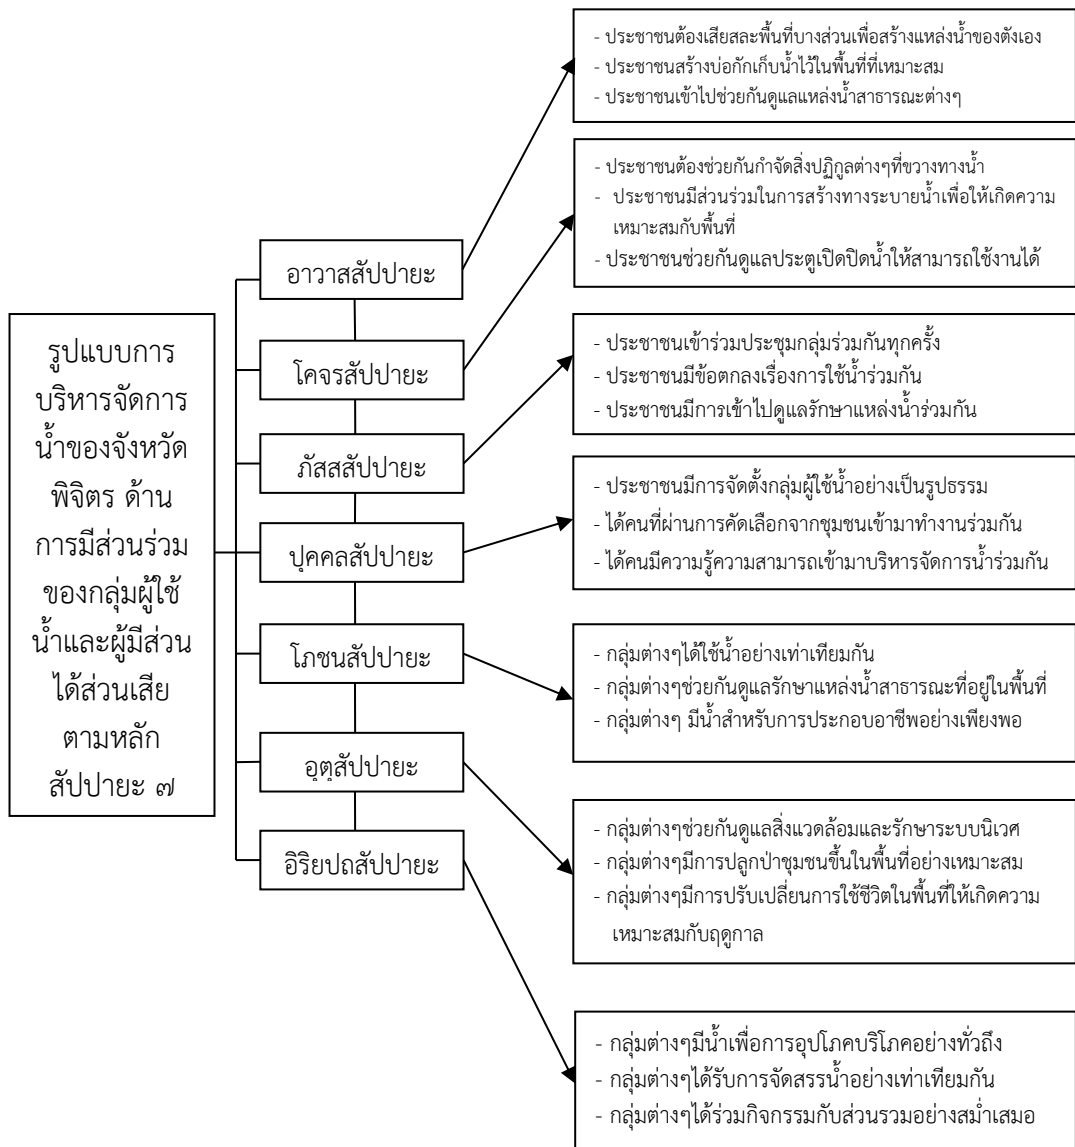 รูปแบบการ
บริหารจัดการ
น้ำของจังหวัด
พิจิตร ด้าน
การมีส่วนร่วม
ของกลุ่มผู้ใช้
น้ำและผู้มีส่วน
ได้ส่วนเสีย
ตามหลัก
สัปปายะ ๗
อาวาสสัปปายะ
- ประชาชนต้องเสียสละพื้นที่บางส่วนเพื่อสร้างแหล่งน้ำของตังเอง
- ประชาชนสร้างบ่อกักเก็บน้ำไว้ในพื้นที่ที่เหมาะสม
- ประชาชนเข้าไปช่วยกันดูแลแหล่งน้ำสาธารณะต่างๆ
โคจรสัปปายะ
- ประชาชนต้องช่วยกันกำจัดสิ่งปฏิกูลต่างๆที่ขวางทางน้ำ
- ประชาชนมีส่วนร่วมในการสร้างทางระบายน้ำเพื่อให้เกิดความ
เหมาะสมกับพื้นที่
- ประชาชนช่วยกันดูแลประตูเปิดปิดน้ำให้สามารถใช้งานได้
ภัสสสัปปายะ
- ประชาชนเข้าร่วมประชุมกลุ่มร่วมกันทุกครั้ง
- ประชาชนมีข้อตกลงเรื่องการใช้น้ำร่วมกัน
- ประชาชนมีการเข้าไปดูแลรักษาแหล่งน้ำร่วมกัน
ปุคคลสัปปายะ
- ประชาชนมีการจัดตั้งกลุ่มผู้ใช้น้ำอย่างเป็นรูปธรรม
- ได้คนที่ผ่านการคัดเลือกจากชุมชนเข้ามาทำงานร่วมกัน
- ได้คนมีความรู้ความสามารถเข้ามาบริหารจัดการน้ำร่วมกัน
โภชนสัปปายะ
- กลุ่มต่างๆได้ใช้น้ำอย่างเท่าเทียมกัน
- กลุ่มต่างๆช่วยกันดูแลรักษาแหล่งน้ำสาธารณะที่อยู่ในพื้นที่
- กลุ่มต่างๆ มีน้ำสำหรับการประกอบอาชีพอย่างเพียงพอ
อุตุสัปปายะ
- กลุ่มต่างๆช่วยกันดูแลสิ่งแวดล้อมและรักษาระบบนิเวศ
- กลุ่มต่างๆมีการปลูกป่าชุมชนขึ้นในพื้นที่อย่างเหมาะสม
- กลุ่มต่างๆมีการปรับเปลี่ยนการใช้ชีวิตในพื้นที่ให้เกิดความ
เหมาะสมกับฤดูกาล
อิริยปถสัปปายะ
- กลุ่มต่างๆมีน้ำเพื่อการอุปโภคบริโภคอย่างทั่วถึง
- กลุ่มต่างๆได้รับการจัดสรรน้ำอย่างเท่าเทียมกัน
- กลุ่มต่างๆได้ร่วมกิจกรรมกับส่วนรวมอย่างสม่ำเสมอ